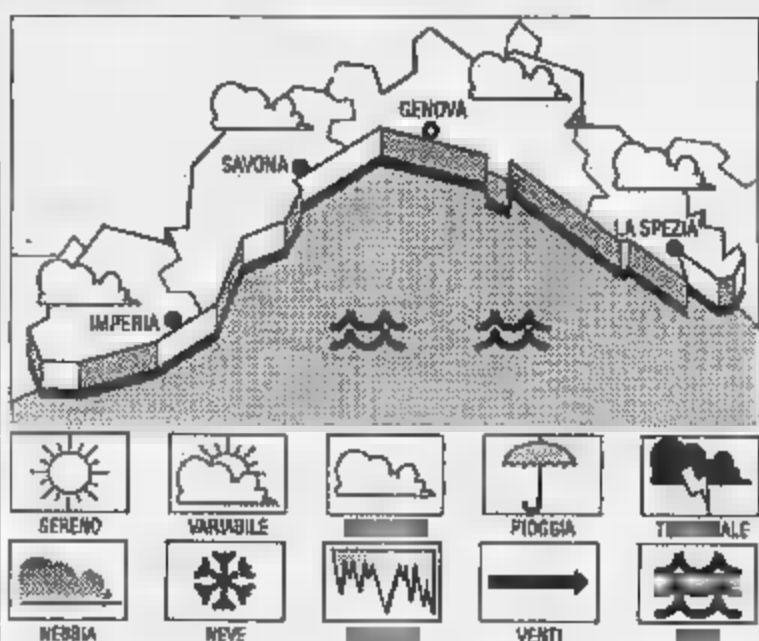 GENOVA
SAVONA
LA SPEZIA
IMPERIA
SERENO
VARIABILE
PIOGGIA
NEBBIA
NEVE
VENTI